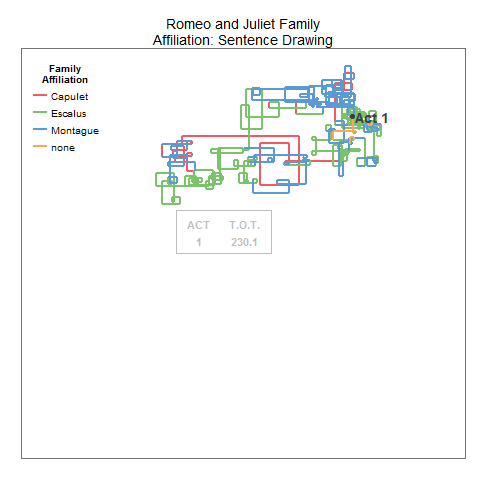 Romeo and Juliet Family
Affiliation: Sentence Drawing
Family
Affiliation
Capulet
Escalus
Montague
none
Act 1
ACT T.O.T.
1 230.1